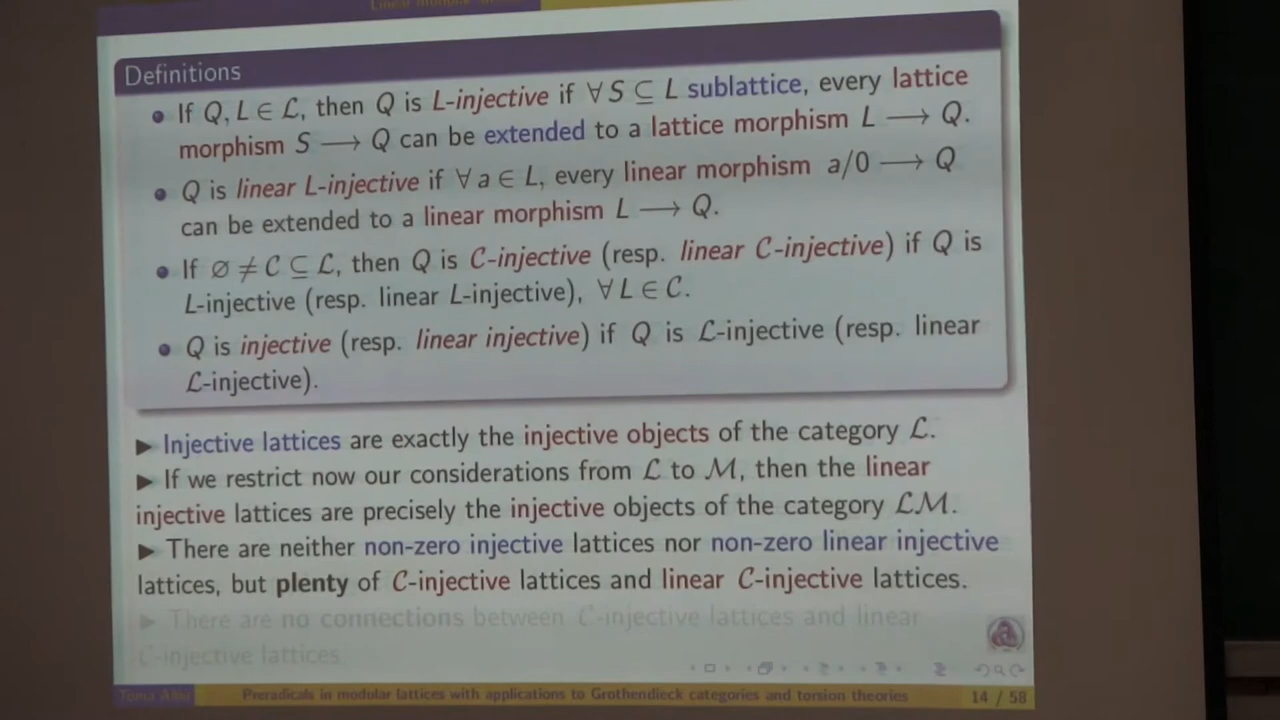 Definitions
• If Q, L ∈ ℒ, then Q is L-injective if ∀ S ⊆ L sublattice, every lattice
morphism S ⟶ Q can be extended to a lattice morphism L ⟶ Q.
• Q is linear L-injective if ∀ a ∈ L, every linear morphism a/0 ⟶ Q
can be extended to a linear morphism L ⟶ Q.
• If ∅ ≠ 𝒞 ⊆ ℒ, then Q is 𝒞-injective (resp. linear 𝒞-injective) if Q is
L-injective (resp. linear L-injective), ∀ L ∈ 𝒞.
• Q is injective (resp. linear injective) if Q is ℒ-injective (resp. linear
ℒ-injective).
▶ Injective lattices are exactly the injective objects of the category ℒ.
▶ If we restrict now our considerations from ℒ to ℳ, then the linear
injective lattices are precisely the injective objects of the category ℒℳ.
▶ There are neither non-zero injective lattices nor non-zero linear injective
lattices, but plenty of 𝒞-injective lattices and linear 𝒞-injective lattices.
▶ There are no connections between 𝒞-injective lattices and linear
𝒞-injective lattices
Toma Albu
Preradicals in modular lattices with applications to Grothendieck categories and torsion theories
14 / 58